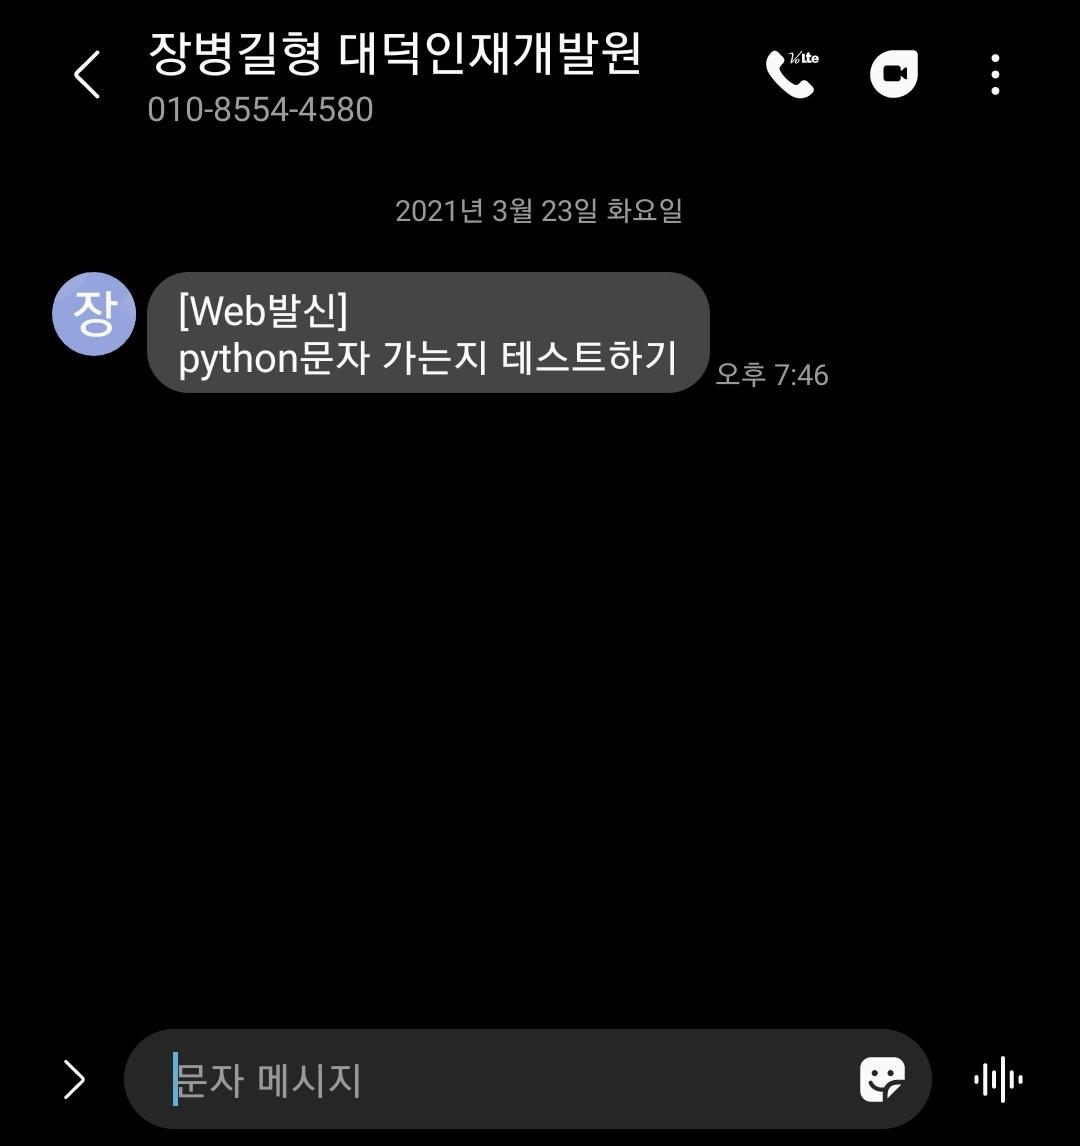 장병길형 대덕인재개발원
010-8554-4580
VoLTE
2021년 3월 23일 화요일
장
[Web발신]
python문자 가는지 테스트하기
오후 7:46
문자 메시지